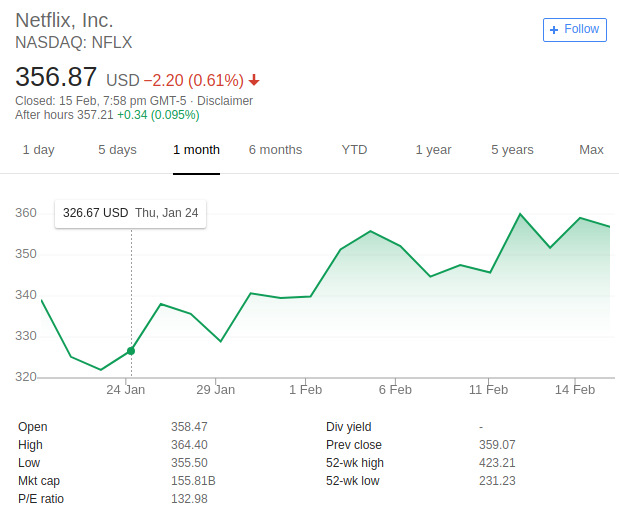 Netflix, Inc.
NASDAQ: NFLX
+ Follow
356.87 USD −2.20 (0.61%)
Closed: 15 Feb, 7:58 pm GMT-5 · Disclaimer
After hours 357.21 +0.34 (0.095%)
1 day 5 days 1 month 6 months YTD 1 year 5 years Max
326.67 USD Thu, Jan 24
360
350
340
330
320
24 Jan 29 Jan 1 Feb 6 Feb 11 Feb 14 Feb
Open 358.47 Div yield -
High 364.40 Prev close 359.07
Low 355.50 52-wk high 423.21
Mkt cap 155.81B 52-wk low 231.23
P/E ratio 132.98